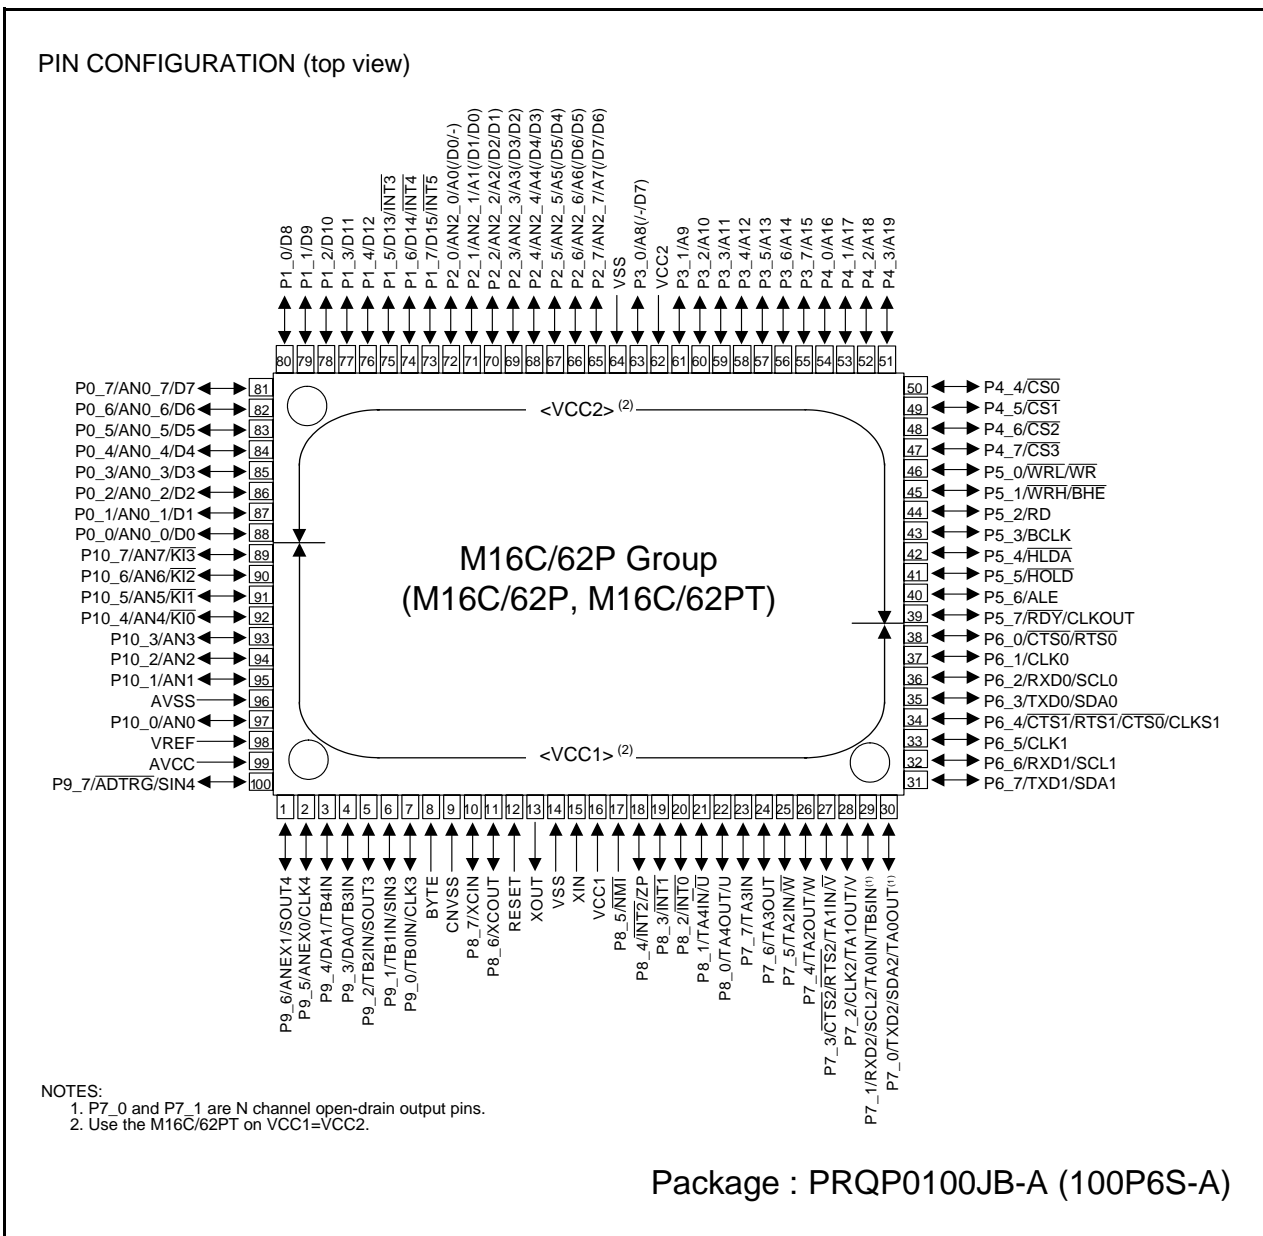 PIN CONFIGURATION (top view)
P1_0/D8
P1_1/D9
P1_2/D10
P1_3/D11
P1_4/D12
P1_5/D13/INT3
P1_6/D14/INT4
P1_7/D15/INT5
P2_0/AN2_0/A0(/D0/-)
P2_1/AN2_1/A1(/D1/D0)
P2_2/AN2_2/A2(/D2/D1)
P2_3/AN2_3/A3(/D3/D2)
P2_4/AN2_4/A4(/D4/D3)
P2_5/AN2_5/A5(/D5/D4)
P2_6/AN2_6/A6(/D6/D5)
P2_7/AN2_7/A7(/D7/D6)
VSS
P3_0/A8(/-/D7)
VCC2
P3_1/A9
P3_2/A10
P3_3/A11
P3_4/A12
P3_5/A13
P3_6/A14
P3_7/A15
P4_0/A16
P4_1/A17
P4_2/A18
P4_3/A19
80 79 78 77 76 75 74 73 72 71 70 69 68 67 66 65 64 63 62 61 60 59 58 57 56 55 54 53 52 51
P0_7/AN0_7/D7 81
P0_6/AN0_6/D6 82
P0_5/AN0_5/D5 83
P0_4/AN0_4/D4 84
P0_3/AN0_3/D3 85
P0_2/AN0_2/D2 86
P0_1/AN0_1/D1 87
P0_0/AN0_0/D0 88
P10_7/AN7/KI3 89
P10_6/AN6/KI2 90
P10_5/AN5/KI1 91
P10_4/AN4/KI0 92
P10_3/AN3 93
P10_2/AN2 94
P10_1/AN1 95
AVSS 96
P10_0/AN0 97
VREF 98
AVCC 99
P9_7/ADTRG/SIN4 100
<VCC2> (2)
M16C/62P Group
(M16C/62P, M16C/62PT)
<VCC1> (2)
50 P4_4/CS0
49 P4_5/CS1
48 P4_6/CS2
47 P4_7/CS3
46 P5_0/WRL/WR
45 P5_1/WRH/BHE
44 P5_2/RD
43 P5_3/BCLK
42 P5_4/HLDA
41 P5_5/HOLD
40 P5_6/ALE
39 P5_7/RDY/CLKOUT
38 P6_0/CTS0/RTS0
37 P6_1/CLK0
36 P6_2/RXD0/SCL0
35 P6_3/TXD0/SDA0
34 P6_4/CTS1/RTS1/CTS0/CLKS1
33 P6_5/CLK1
32 P6_6/RXD1/SCL1
31 P6_7/TXD1/SDA1
1 2 3 4 5 6 7 8 9 10 11 12 13 14 15 16 17 18 19 20 21 22 23 24 25 26 27 28 29 30
P9_6/ANEX1/SOUT4
P9_5/ANEX0/CLK4
P9_4/DA1/TB4IN
P9_3/DA0/TB3IN
P9_2/TB2IN/SOUT3
P9_1/TB1IN/SIN3
P9_0/TB0IN/CLK3
BYTE
CNVSS
P8_7/XCIN
P8_6/XCOUT
RESET
XOUT
VSS
XIN
VCC1
P8_5/NMI
P8_4/INT2/ZP
P8_3/INT1
P8_2/INT0
P8_1/TA4IN/U
P8_0/TA4OUT/U
P7_7/TA3IN
P7_6/TA3OUT
P7_5/TA2IN/W
P7_4/TA2OUT/W
P7_3/CTS2/RTS2/TA1IN/V
P7_2/CLK2/TA1OUT/V
P7_1/RXD2/SCL2/TA0IN/TB5IN(1)
P7_0/TXD2/SDA2/TA0OUT(1)
NOTES:
1. P7_0 and P7_1 are N channel open-drain output pins.
2. Use the M16C/62PT on VCC1=VCC2.
Package : PRQP0100JB-A (100P6S-A)